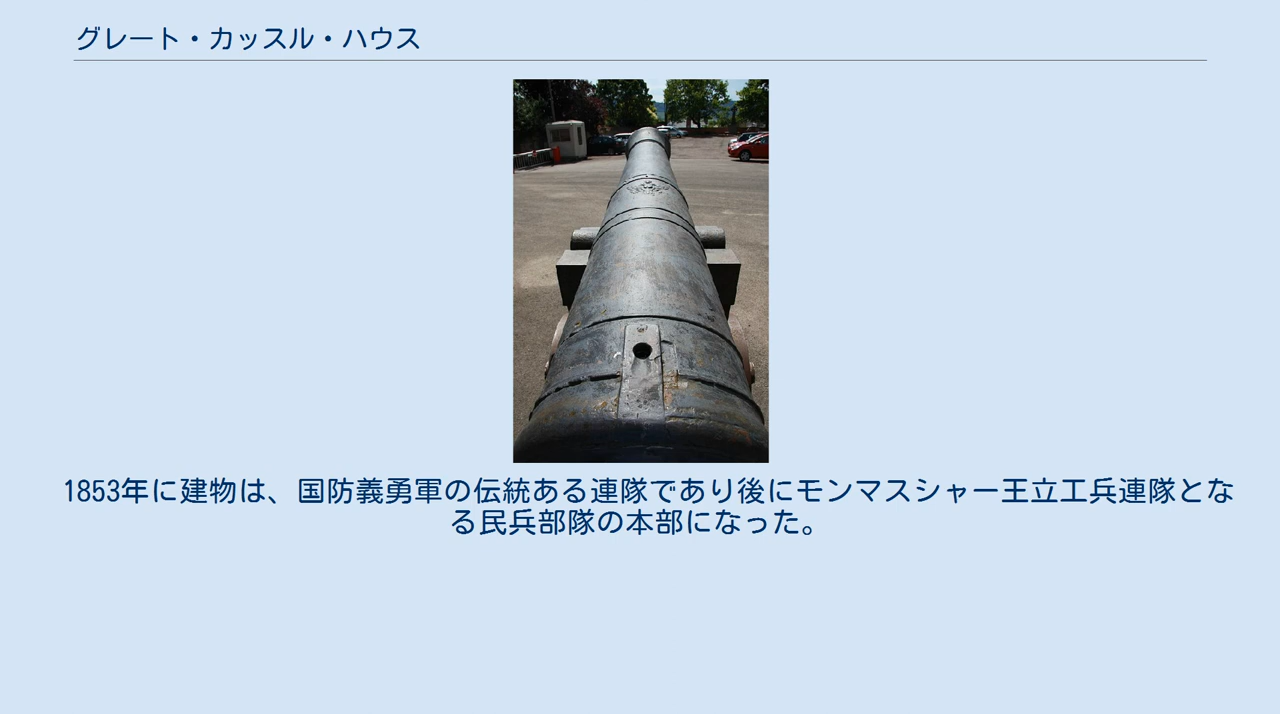 グレート・カッスル・ハウス
1853年に建物は、国防義勇軍の伝統ある連隊であり後にモンマスシャー王立工兵連隊とな
る民兵部隊の本部になった。